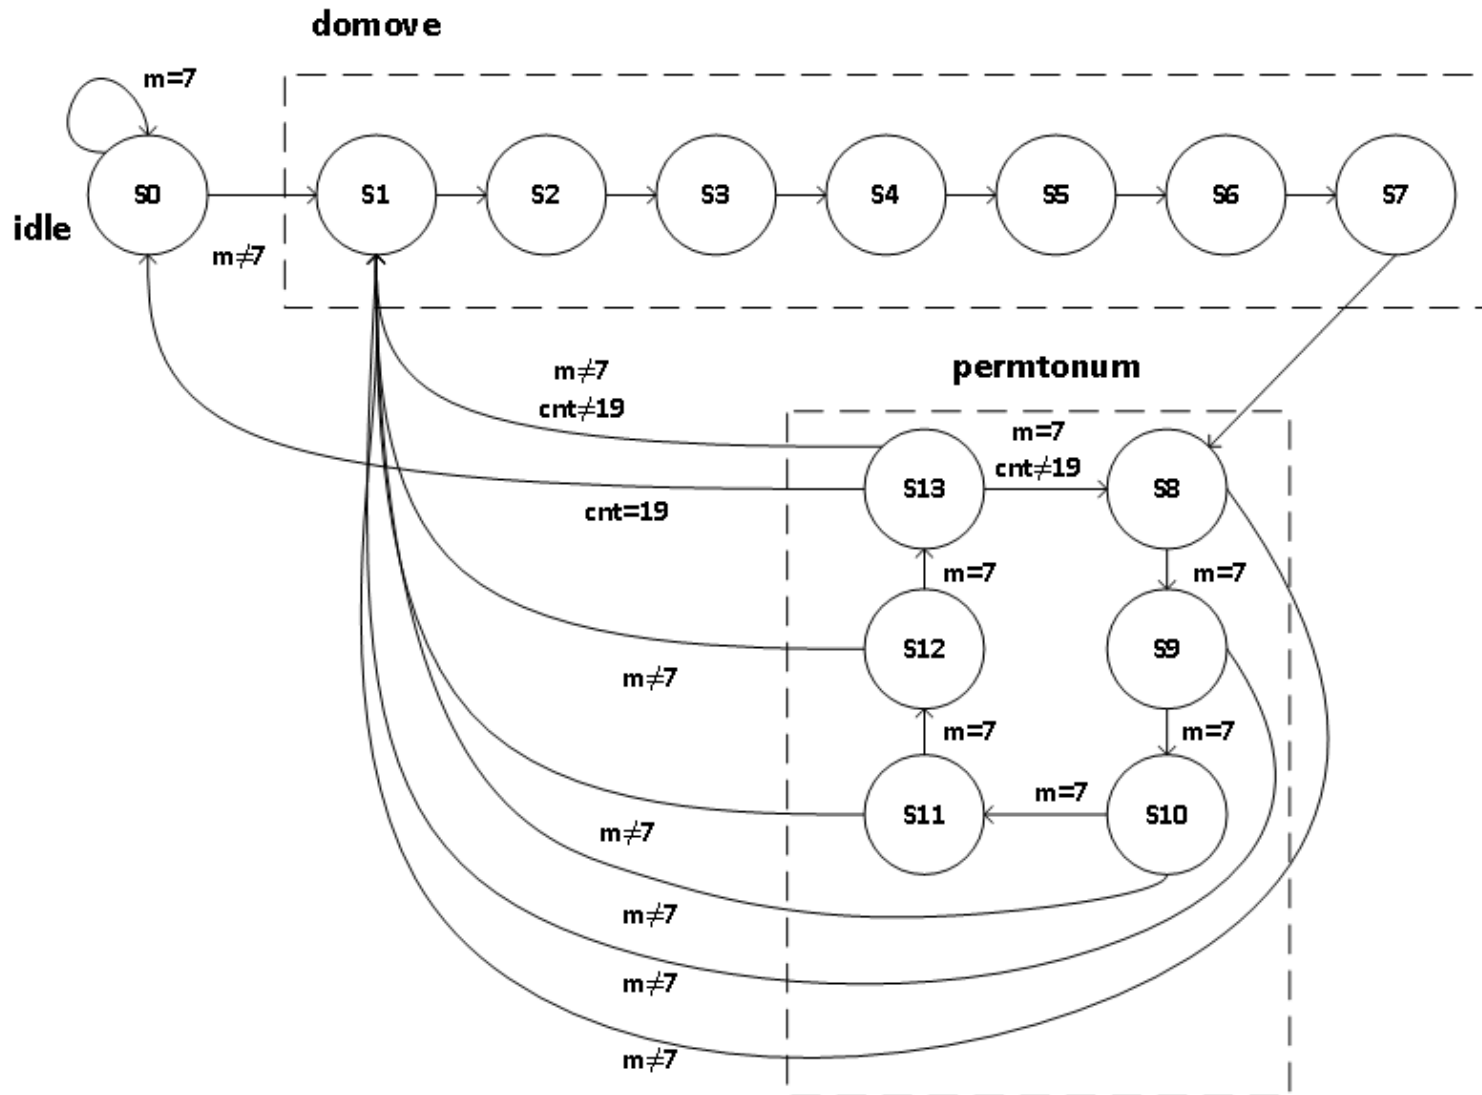 domove
m=7
S0
S1
S2
S3
S4
S5
S6
S7
idle
m≠7
permtonum
m≠7
cnt≠19
m=7
cnt≠19
S13
S8
cnt=19
m=7
m=7
S12
S9
m≠7
m=7
m=7
m=7
S11
S10
m≠7
m≠7
m≠7
m≠7